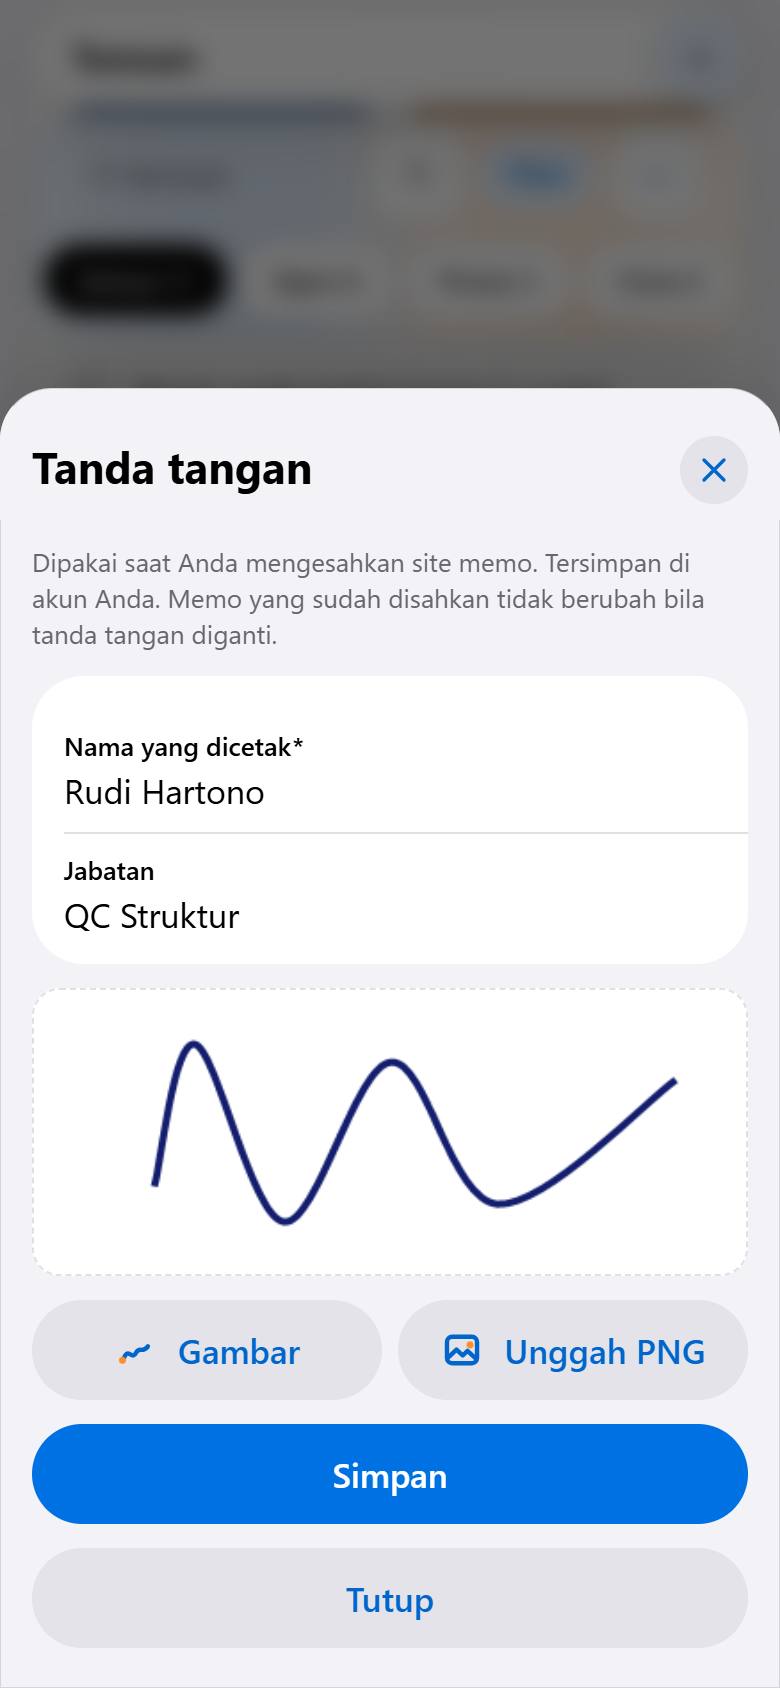 Tanda tangan
Dipakai saat Anda mengesahkan site memo. Tersimpan di
akun Anda. Memo yang sudah disahkan tidak berubah bila
tanda tangan diganti.
Nama yang dicetak*
Rudi Hartono
Jabatan
QC Struktur
Gambar
Unggah PNG
Simpan
Tutup